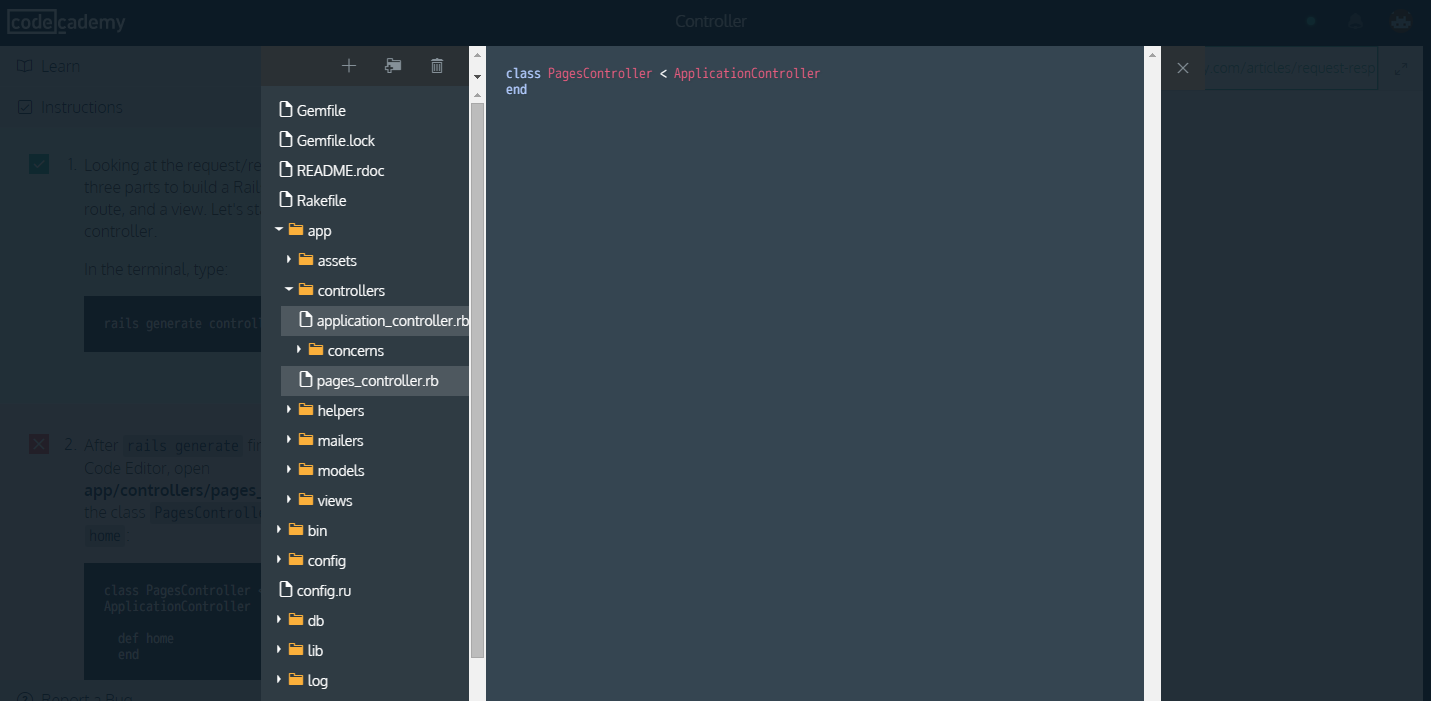 codecademy
Controller
Learn
Instructions
1. Looking at the request/re
three parts to build a Rail
route, and a view. Let's st
controller.
In the terminal, type:
rails generate controll
2. After rails generate fi
Code Editor, open
app/controllers/pages_
the class PagesControlle
home
class PagesController <
ApplicationController
def home
end
Report a Bug
Gemfile
Gemfile.lock
README.rdoc
Rakefile
app
assets
controllers
application_controller.rb
concerns
pages_controller.rb
helpers
mailers
models
views
bin
config
config.ru
db
lib
log
class PagesController < ApplicationController
end
.com/articles/request-resp